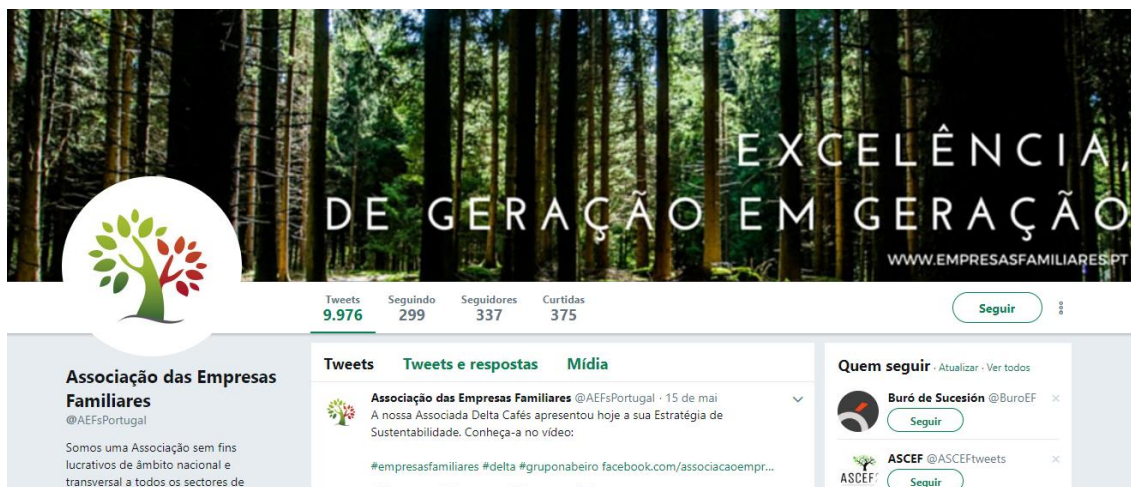 EXCELÊNCIA,
DE GERAÇÃO EM GERAÇÃO
WWW.EMPRESASFAMILIARES.PT
Tweets Seguindo Seguidores Curtidas
9.976 299 337 375
Seguir
Associação das Empresas
Familiares
@AEFsPortugal
Somos uma Associação sem fins
lucrativos de âmbito nacional e
transversal a todos os sectores de
Tweets Tweets e respostas Mídia
Associação das Empresas Familiares @AEFsPortugal · 15 de mai
A nossa Associada Delta Cafés apresentou hoje a sua Estratégia de
Sustentabilidade. Conheça-a no vídeo:
#empresasfamiliares #delta #gruponabeiro facebook.com/associacaoempr...
Quem seguir · Atualizar · Ver todos
Buró de Sucesión @BuroEF
Seguir
ASCEF @ASCEFtweets
ASCEF
Seguir